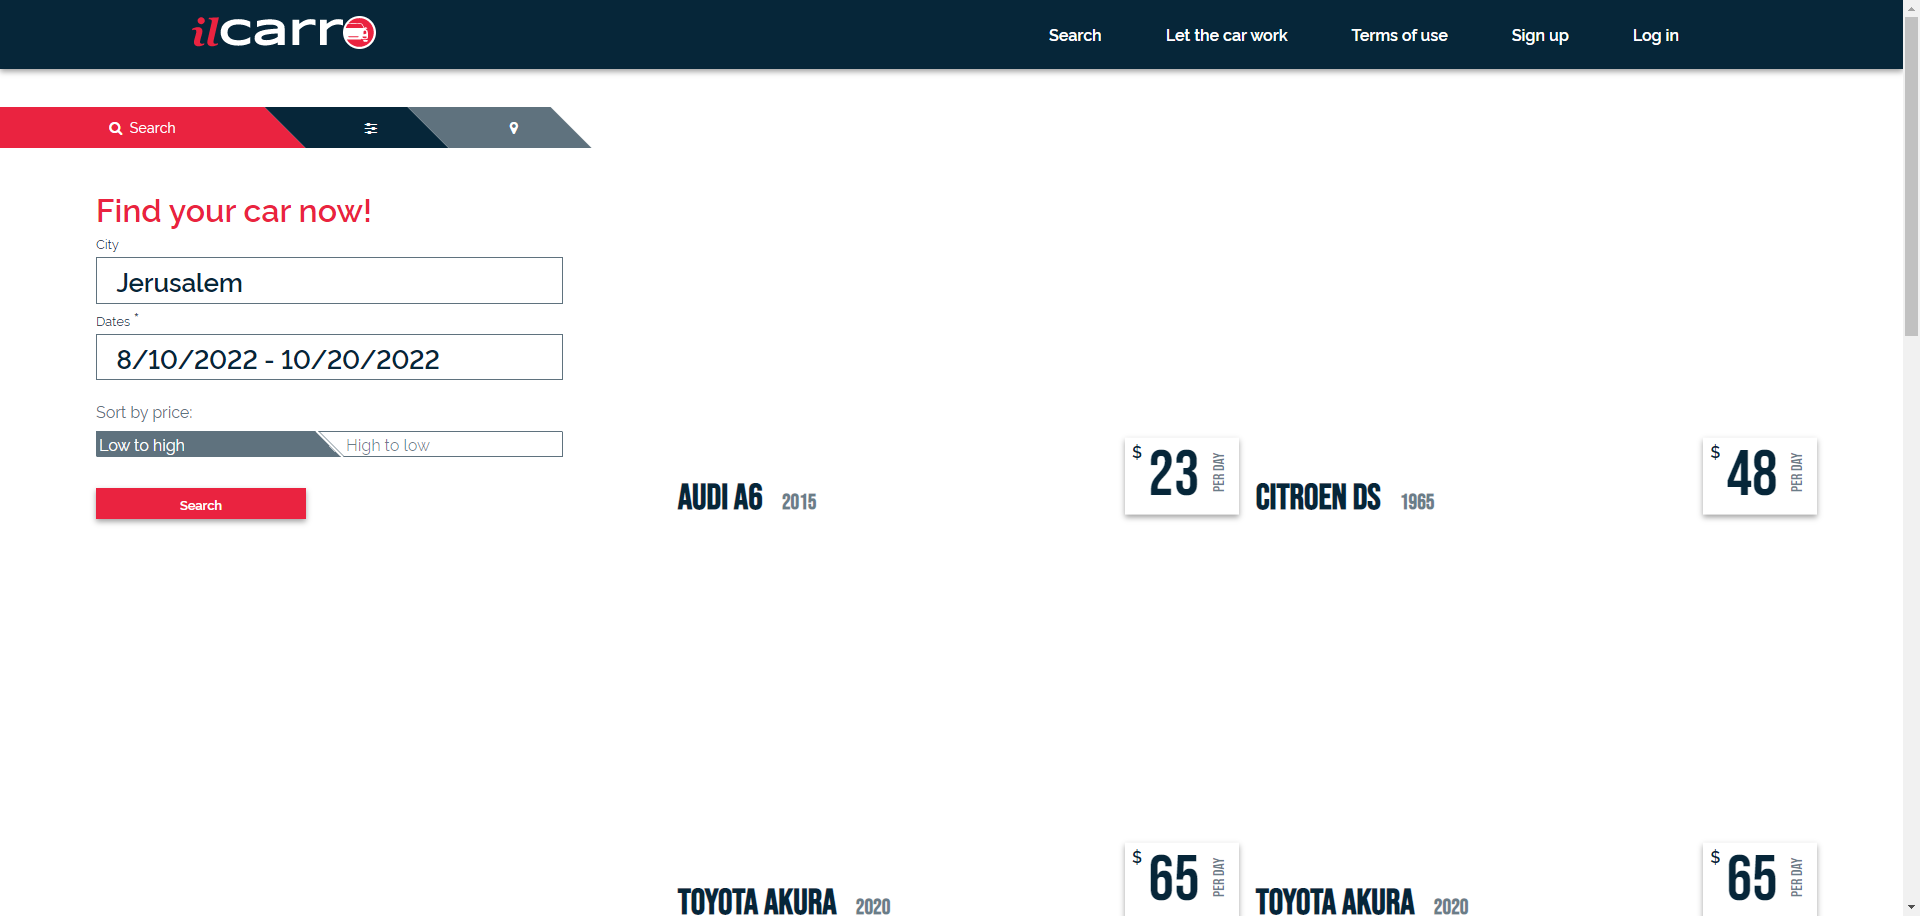 ilcarro
Search
Let the car work
Terms of use
Sign up
Log in
Search
Find your car now!
City
Jerusalem
Dates *
8/10/2022 - 10/20/2022
Sort by price:
Low to high
High to low
Search
AUDI A6 2015
$ 23 PER DAY
CITROEN DS 1965
$ 48 PER DAY
TOYOTA AKURA 2020
$ 65 PER DAY
TOYOTA AKURA 2020
$ 65 PER DAY